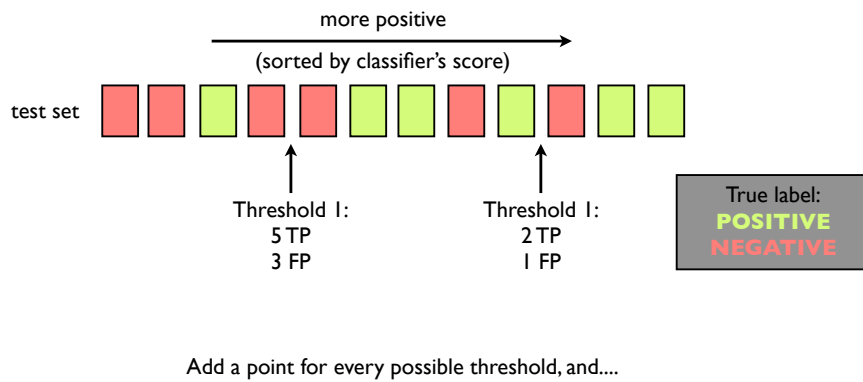 more positive
(sorted by classifier's score)
test set
Threshold 1:
5 TP
3 FP
Threshold 1:
2 TP
1 FP
True label:
POSITIVE
NEGATIVE
Add a point for every possible threshold, and....